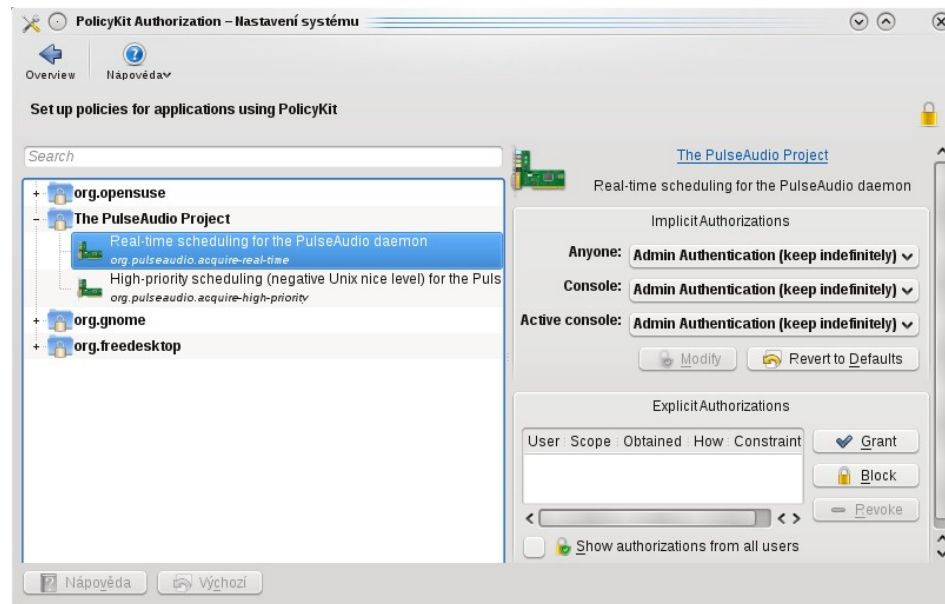 PolicyKit Authorization – Nastavení systému
Overview
Nápověda
Set up policies for applications using PolicyKit
Search
org.opensuse
The PulseAudio Project
Real-time scheduling for the PulseAudio daemon
org.pulseaudio.acquire-real-time
High-priority scheduling (negative Unix nice level) for the Puls
org.pulseaudio.acquire-high-priority
org.gnome
org.freedesktop
The PulseAudio Project
Real-time scheduling for the PulseAudio daemon
Implicit Authorizations
Anyone: Admin Authentication (keep indefinitely)
Console: Admin Authentication (keep indefinitely)
Active console: Admin Authentication (keep indefinitely)
Modify Revert to Defaults
Explicit Authorizations
User Scope Obtained How Constraint
Grant
Block
Revoke
Show authorizations from all users
Nápověda Výchozí